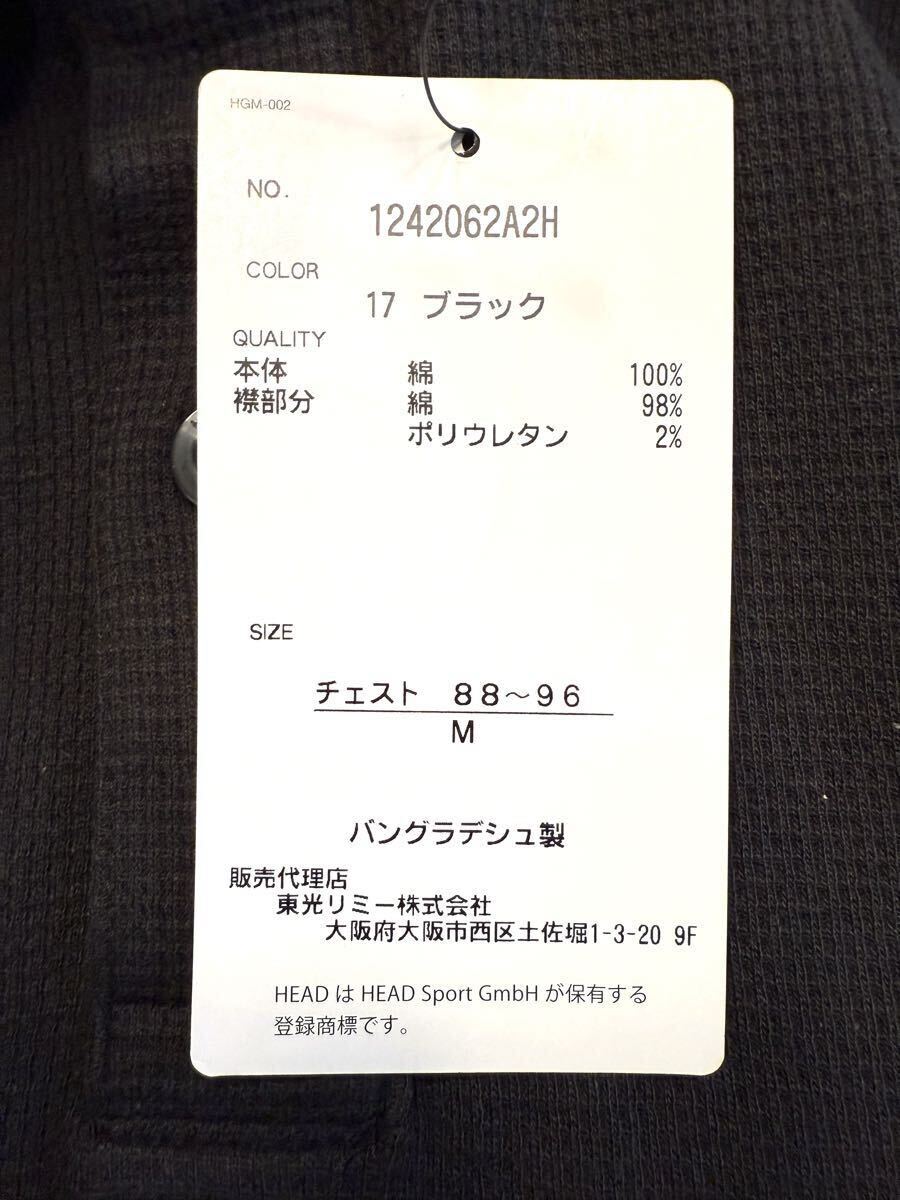 HGM-002
NO.
1242062A2H
COLOR
17 ブラック
QUALITY
本体 綿 100%
襟部分 綿 98%
ポリウレタン 2%
SIZE
チェスト 88～96
M
バングラデシュ製
販売代理店
東光リミー株式会社
大阪府大阪市西区土佐堀1-3-20 9F
HEAD は HEAD Sport GmbH が保有する
登録商標です。